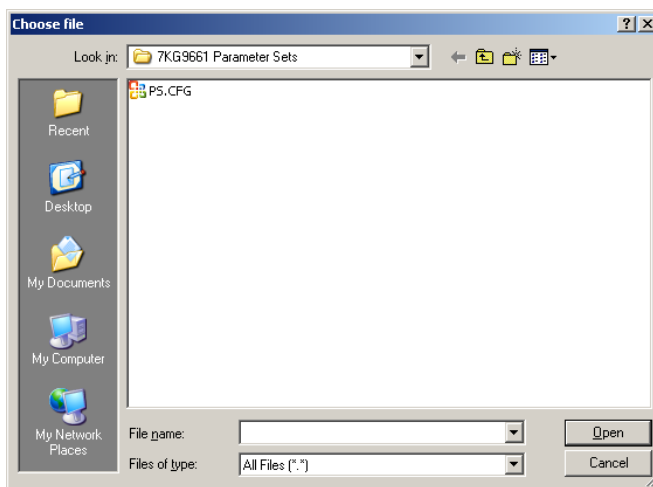 Choose file
Look in: 7KG9661 Parameter Sets
PS.CFG
Recent
Desktop
My Documents
My Computer
My Network
Places
File name:
Open
Files of type: All Files (*.*)
Cancel